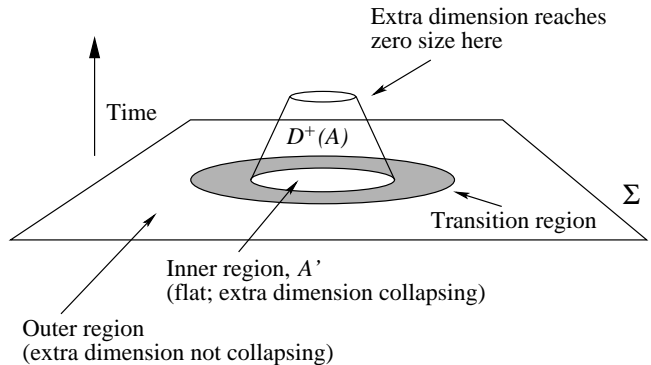 Extra dimension reaches
zero size here
Time
D⁺(A)
Σ
Transition region
Inner region, A’
(flat; extra dimension collapsing)
Outer region
(extra dimension not collapsing)